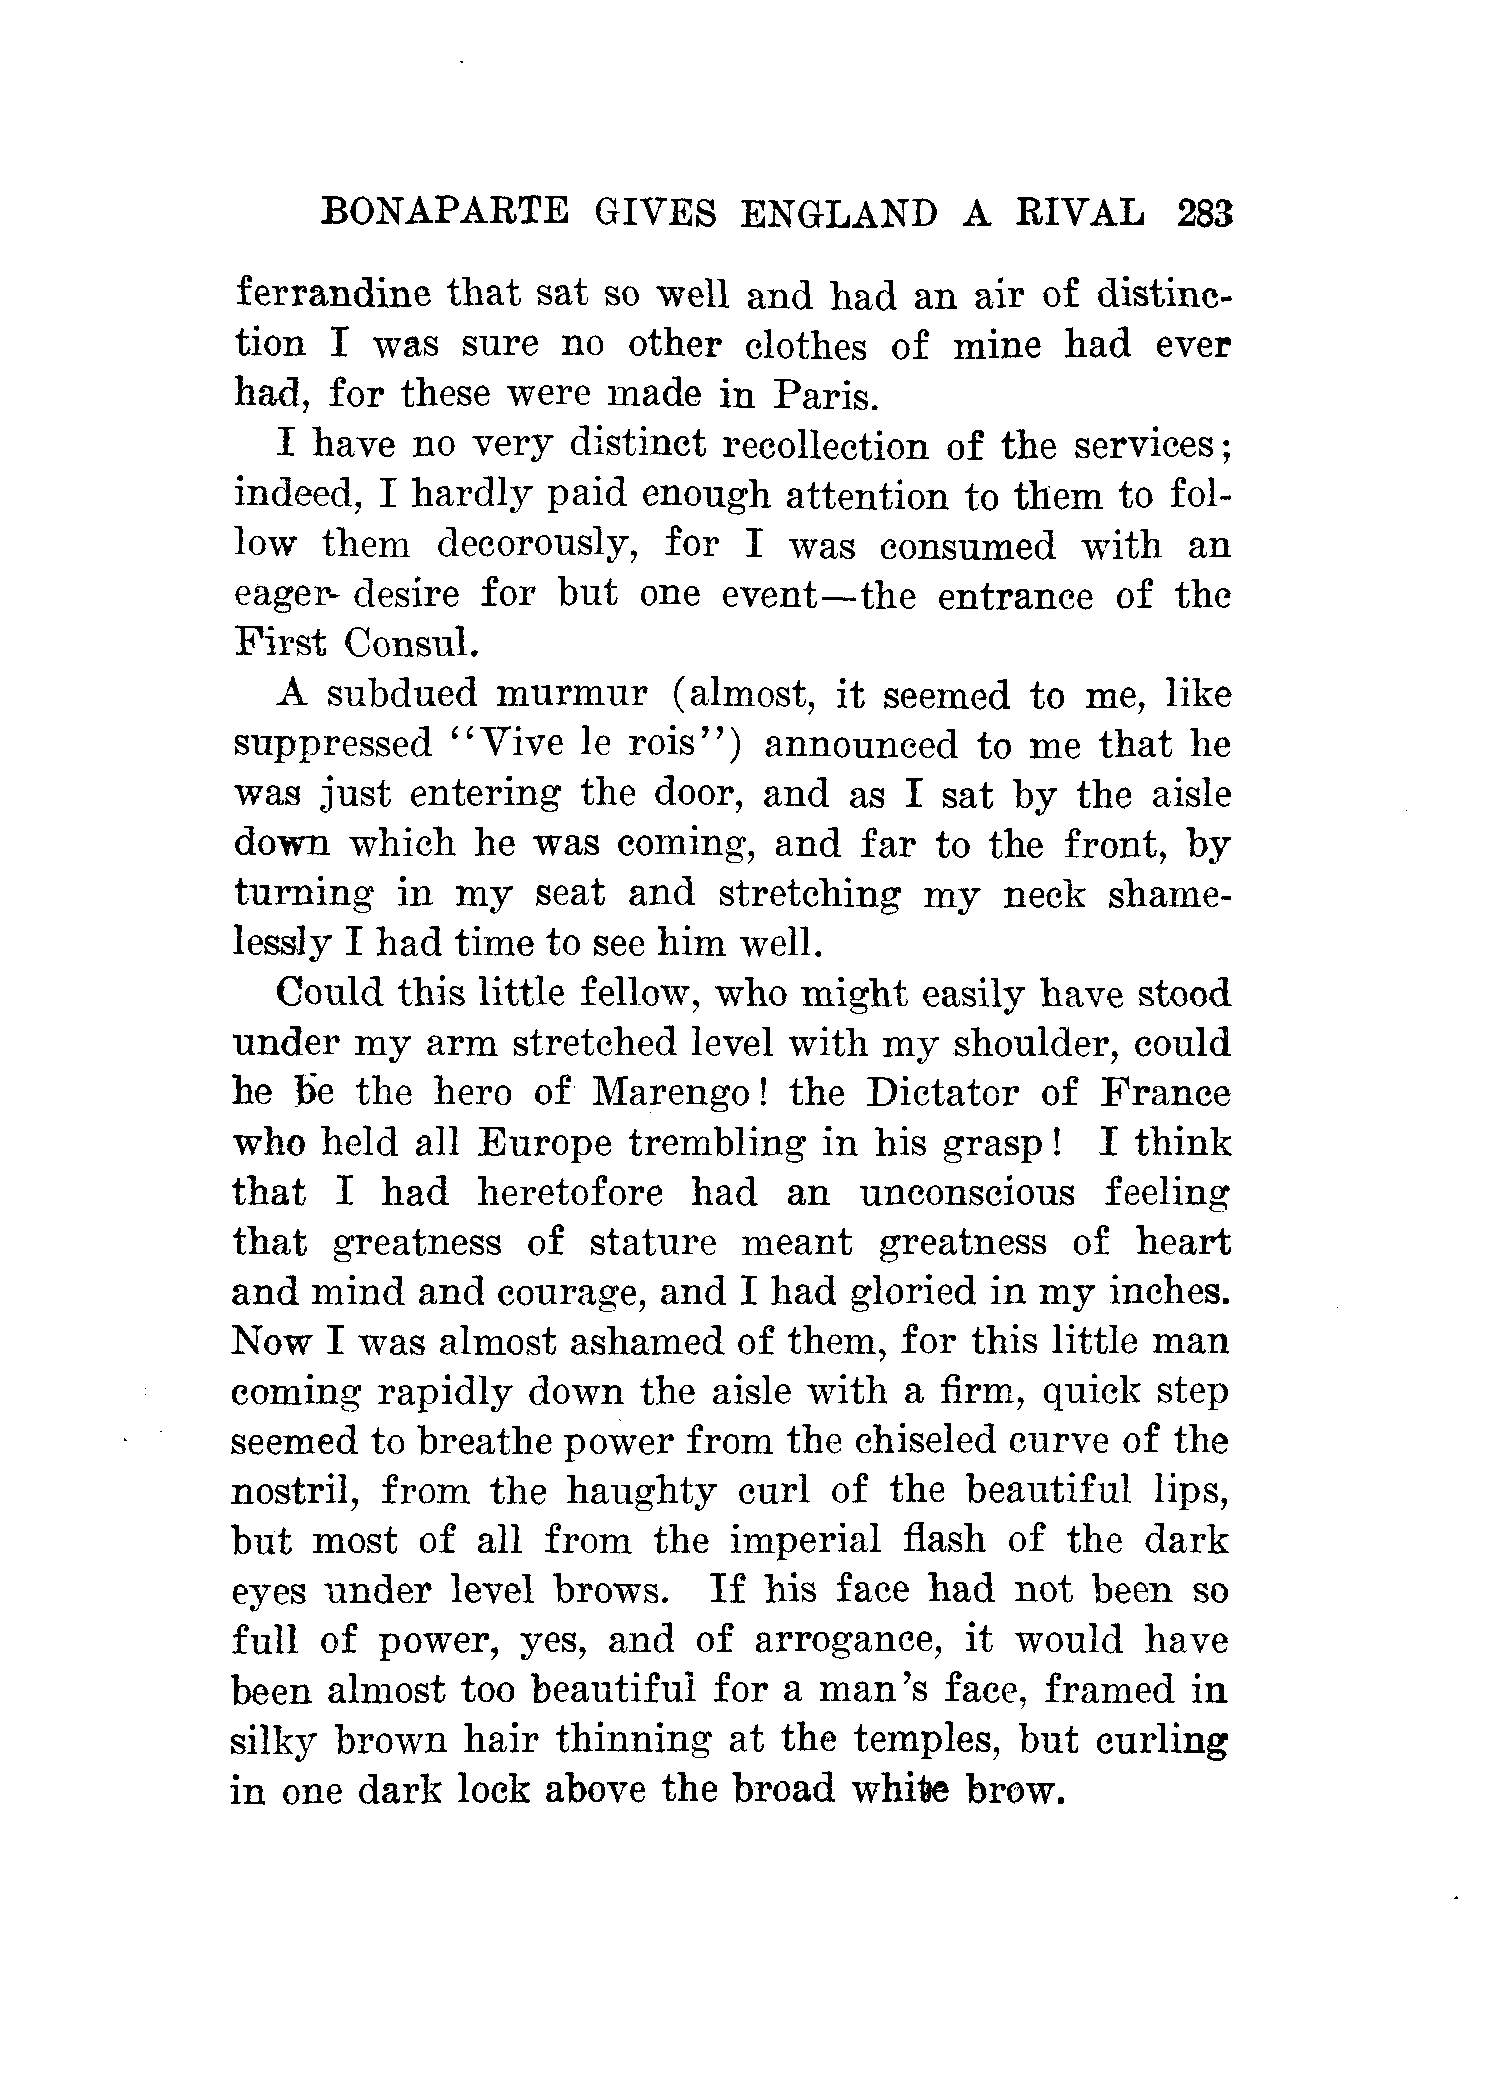 BONAPARTE GIVES ENGLAND A RIVAL 283
ferrandine that sat so well and had an air of distinc-
tion I was sure no other clothes of mine had ever
had, for these were made in Paris.
I have no very distinct recollection of the services;
indeed, I hardly paid enough attention to them to fol-
low them decorously, for I was consumed with an
eager desire for but one event—the entrance of the
First Consul.
A subdued murmur (almost, it seemed to me, like
suppressed "Vive le rois") announced to me that he
was just entering the door, and as I sat by the aisle
down which he was coming, and far to the front, by
turning in my seat and stretching my neck shame-
lessly I had time to see him well.
Could this little fellow, who might easily have stood
under my arm stretched level with my shoulder, could
he be the hero of Marengo! the Dictator of France
who held all Europe trembling in his grasp! I think
that I had heretofore had an unconscious feeling
that greatness of stature meant greatness of heart
and mind and courage, and I had gloried in my inches.
Now I was almost ashamed of them, for this little man
coming rapidly down the aisle with a firm, quick step
seemed to breathe power from the chiseled curve of the
nostril, from the haughty curl of the beautiful lips,
but most of all from the imperial flash of the dark
eyes under level brows. If his face had not been so
full of power, yes, and of arrogance, it would have
been almost too beautiful for a man's face, framed in
silky brown hair thinning at the temples, but curling
in one dark lock above the broad white brow.